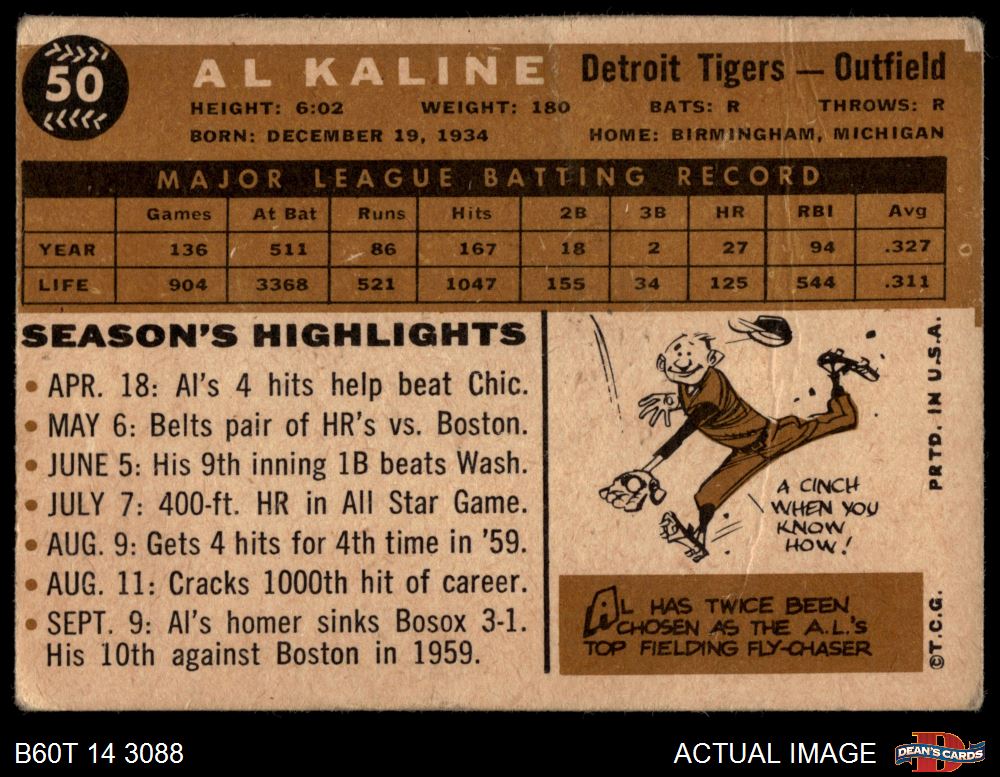 50
AL KALINE Detroit Tigers — Outfield
HEIGHT: 6:02 WEIGHT: 180 BATS: R THROWS: R
BORN: DECEMBER 19, 1934 HOME: BIRMINGHAM, MICHIGAN
MAJOR LEAGUE BATTING RECORD
Games At Bat Runs Hits 2B 3B HR RBI Avg
YEAR 136 511 86 167 18 2 27 94 .327
LIFE 904 3368 521 1047 155 34 125 544 .311
SEASON'S HIGHLIGHTS
• APR. 18: Al's 4 hits help beat Chic.
• MAY 6: Belts pair of HR's vs. Boston.
• JUNE 5: His 9th inning 1B beats Wash.
• JULY 7: 400-ft. HR in All Star Game.
• AUG. 9: Gets 4 hits for 4th time in '59.
• AUG. 11: Cracks 1000th hit of career.
• SEPT. 9: Al's homer sinks Bosox 3-1.
His 10th against Boston in 1959.
A CINCH
WHEN YOU
KNOW
HOW!
AL HAS TWICE BEEN
CHOSEN AS THE A.L.'S
TOP FIELDING FLY-CHASER
©T.C.G. PRTD. IN U.S.A.
B60T 14 3088 ACTUAL IMAGE
D
DEAN'S CARDS